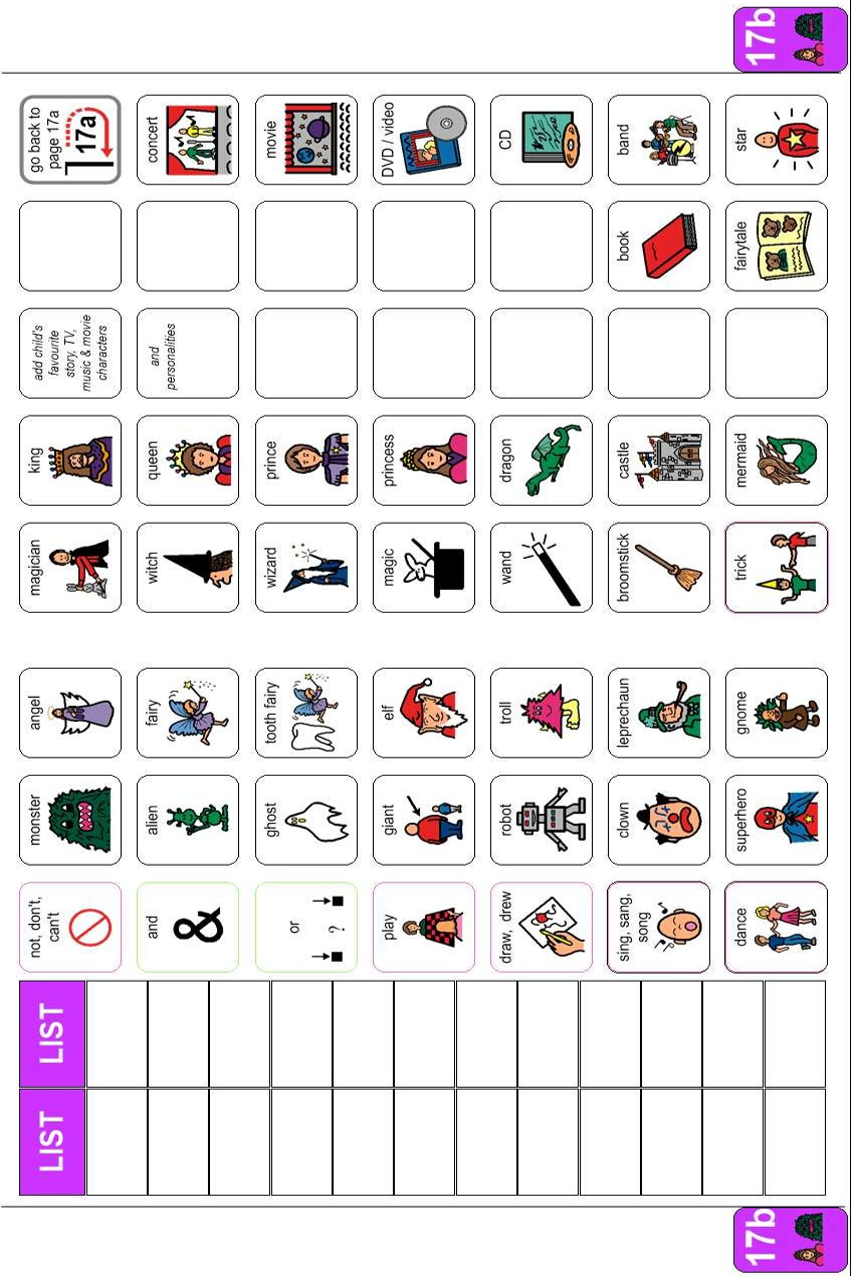 LIST
LIST
not, don't,
can't
monster
angel
magician
king
add child's
favourite
story, TV,
music & movie
characters
go back to
page 17a
17a
and
&
alien
fairy
witch
queen
and
personalities
concert
or
?
ghost
tooth fairy
wizard
prince
movie
play
giant
elf
magic
princess
DVD / video
draw, drew
robot
troll
wand
dragon
CD
sing, sang,
song
clown
leprechaun
broomstick
castle
book
band
dance
superhero
gnome
trick
mermaid
fairytale
star
17b
17b